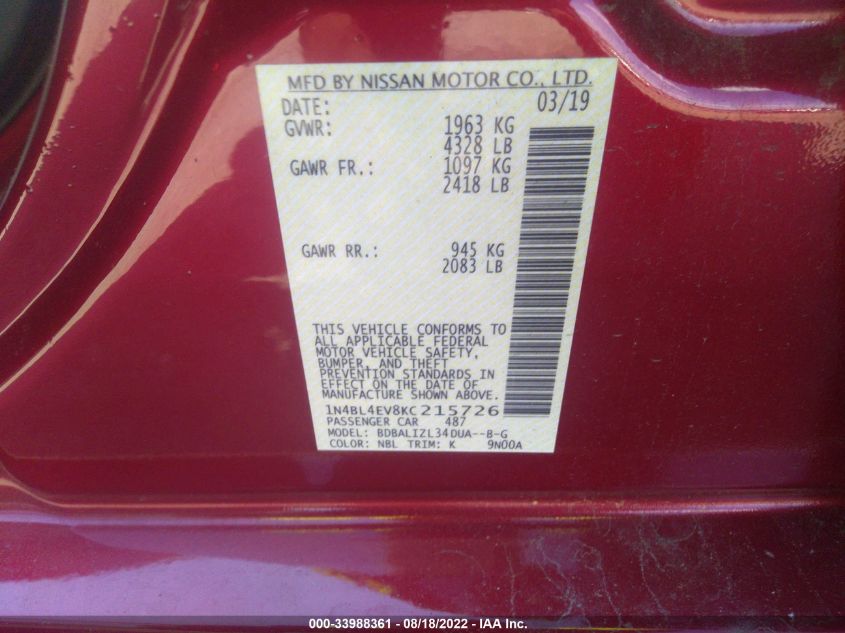 MFD BY NISSAN MOTOR CO., LTD.
DATE: 03/19
GVWR: 1963 KG
4328 LB
GAWR FR.: 1097 KG
2418 LB
GAWR RR.: 945 KG
2083 LB
THIS VEHICLE CONFORMS TO
ALL APPLICABLE FEDERAL
MOTOR VEHICLE SAFETY,
BUMPER, AND THEFT
PREVENTION STANDARDS IN
EFFECT ON THE DATE OF
MANUFACTURE SHOWN ABOVE.
1N4BL4EV8KC215726
PASSENGER CAR 487
MODEL: BDBALIZL34DUA--B-G
COLOR: NBL TRIM: K 9N00A
000-33988361 - 08/18/2022 - IAA Inc.